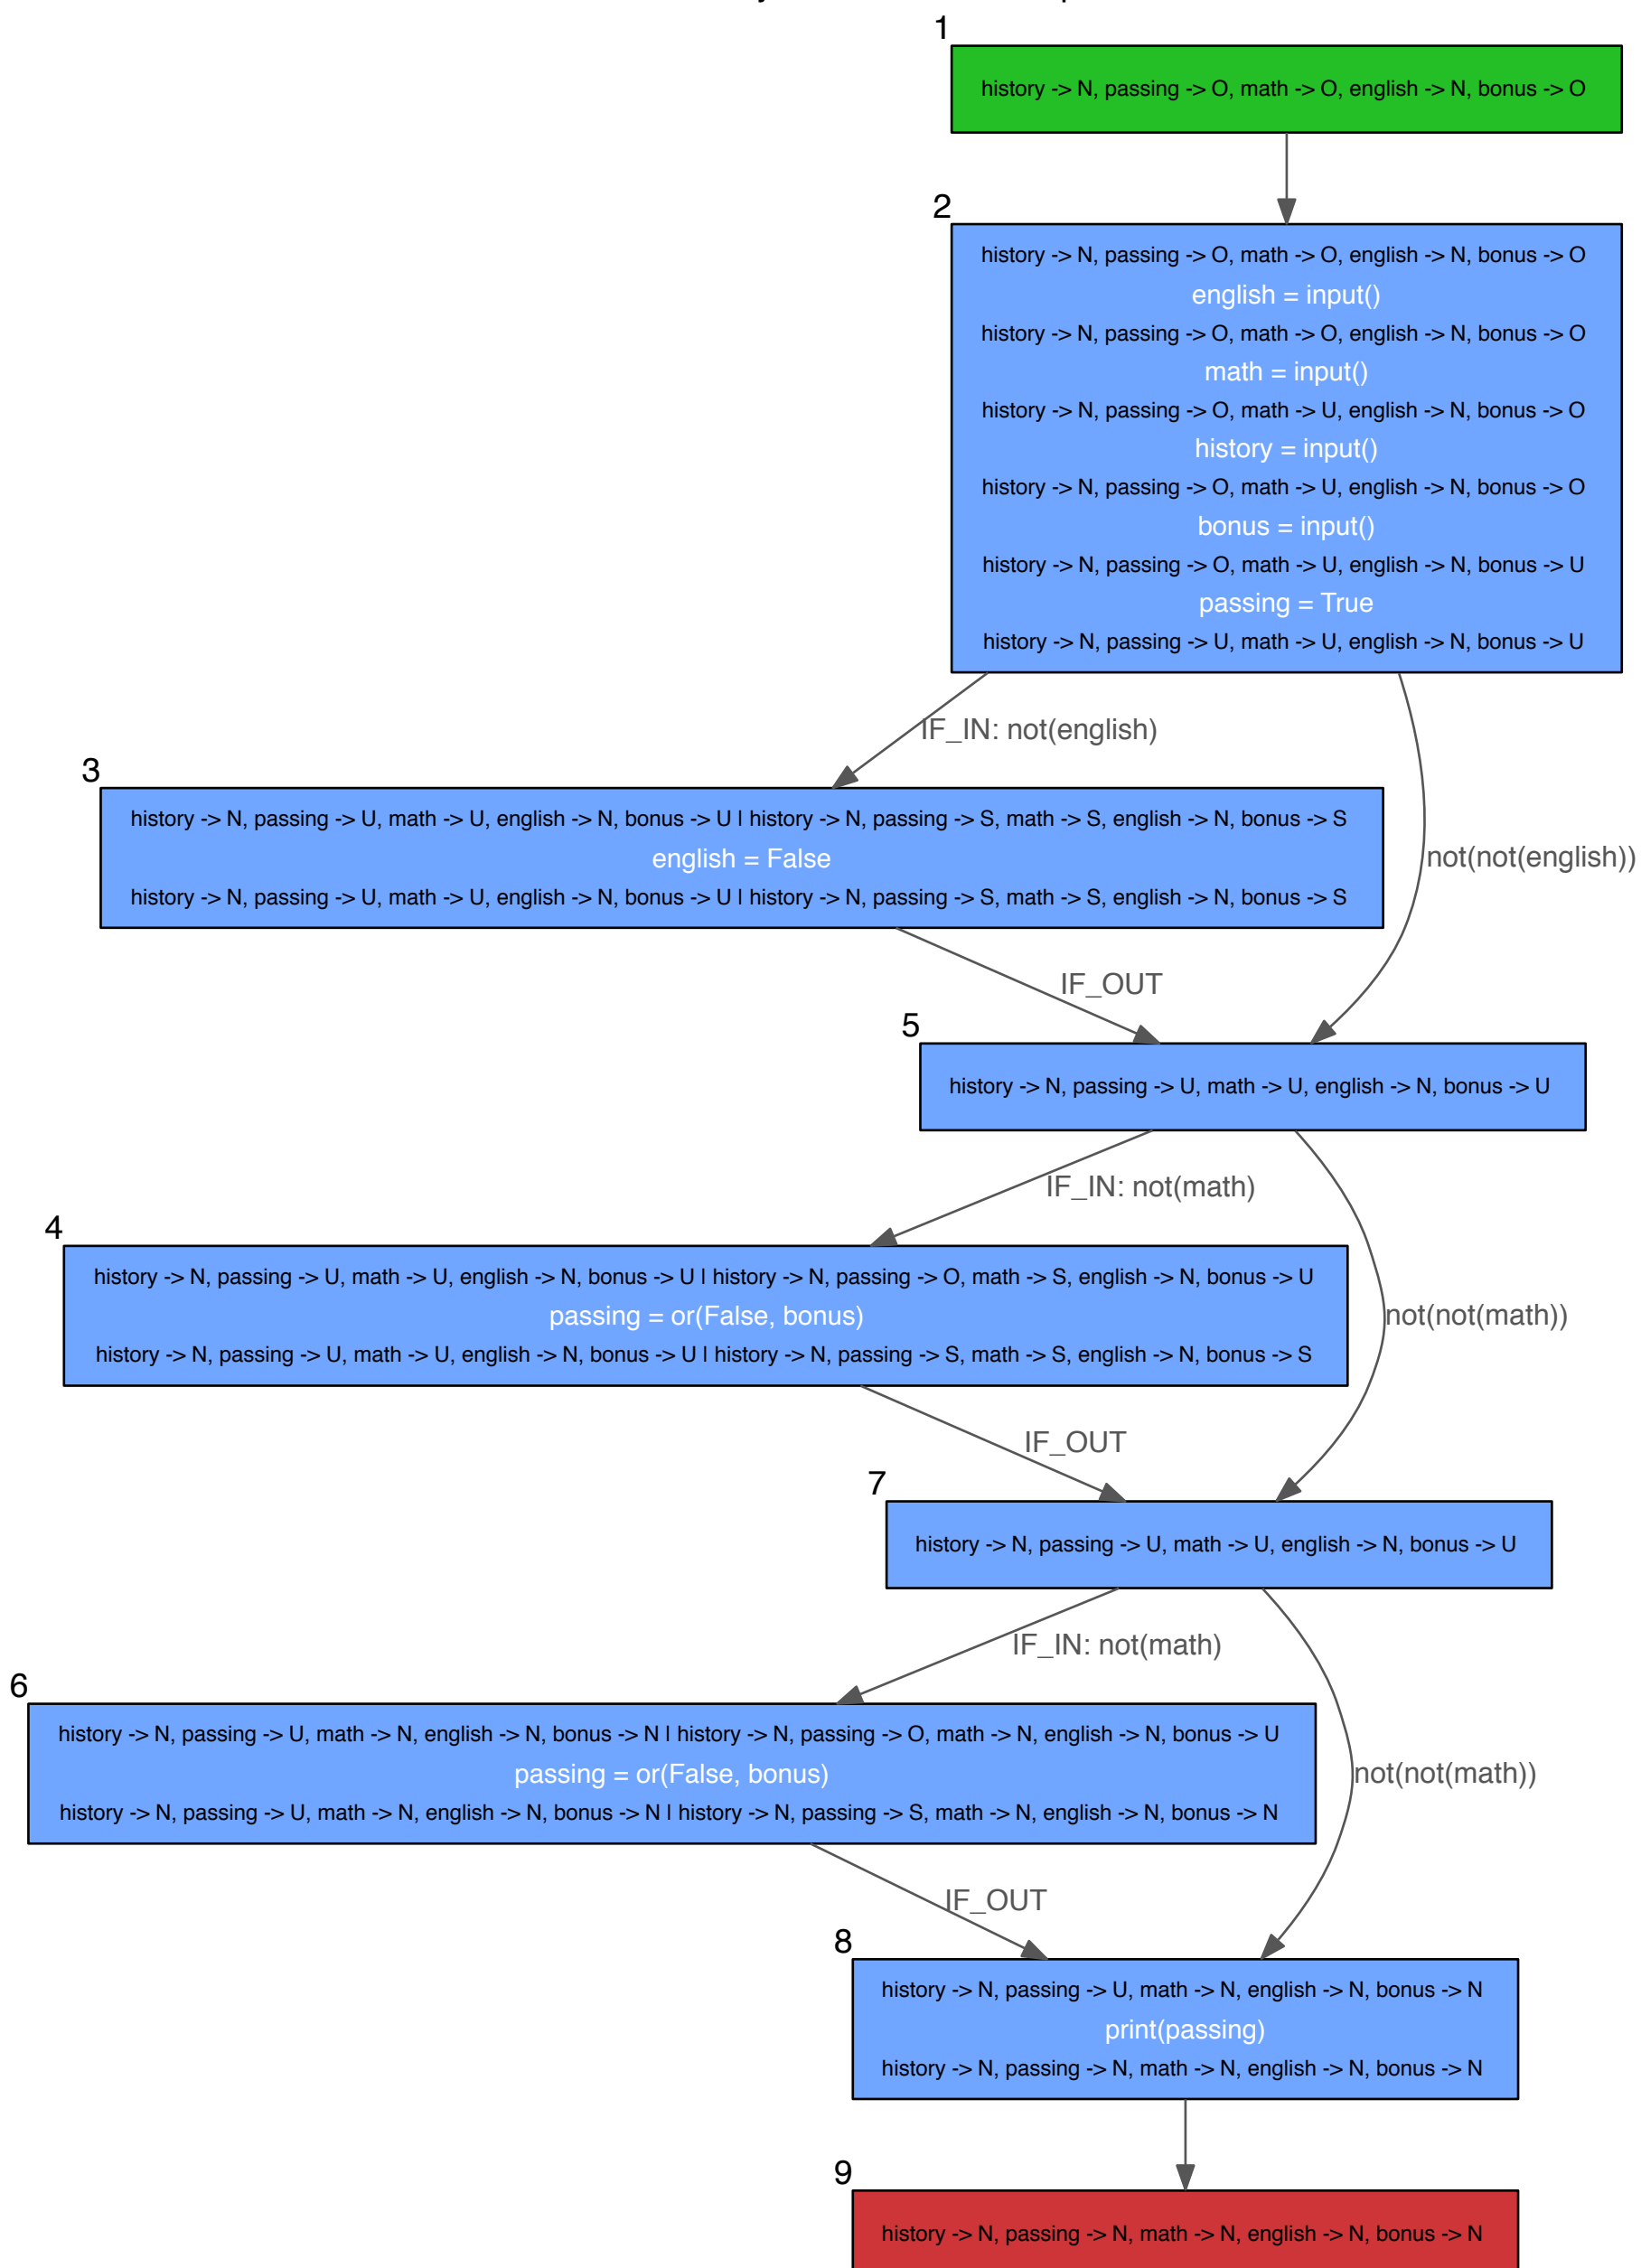 1
history -> N, passing -> O, math -> O, english -> N, bonus -> O
2
history -> N, passing -> O, math -> O, english -> N, bonus -> O
english = input()
history -> N, passing -> O, math -> O, english -> N, bonus -> O
math = input()
history -> N, passing -> O, math -> U, english -> N, bonus -> O
history = input()
history -> N, passing -> O, math -> U, english -> N, bonus -> O
bonus = input()
history -> N, passing -> O, math -> U, english -> N, bonus -> U
passing = True
history -> N, passing -> U, math -> U, english -> N, bonus -> U
IF_IN: not(english)
not(not(english))
3
history -> N, passing -> U, math -> U, english -> N, bonus -> U | history -> N, passing -> S, math -> S, english -> N, bonus -> S
english = False
history -> N, passing -> U, math -> U, english -> N, bonus -> U | history -> N, passing -> S, math -> S, english -> N, bonus -> S
IF_OUT
5
history -> N, passing -> U, math -> U, english -> N, bonus -> U
IF_IN: not(math)
not(not(math))
4
history -> N, passing -> U, math -> U, english -> N, bonus -> U | history -> N, passing -> O, math -> S, english -> N, bonus -> U
passing = or(False, bonus)
history -> N, passing -> U, math -> U, english -> N, bonus -> U | history -> N, passing -> S, math -> S, english -> N, bonus -> S
IF_OUT
7
history -> N, passing -> U, math -> U, english -> N, bonus -> U
IF_IN: not(math)
not(not(math))
6
history -> N, passing -> U, math -> N, english -> N, bonus -> N | history -> N, passing -> O, math -> N, english -> N, bonus -> U
passing = or(False, bonus)
history -> N, passing -> U, math -> N, english -> N, bonus -> N | history -> N, passing -> S, math -> N, english -> N, bonus -> N
IF_OUT
8
history -> N, passing -> U, math -> N, english -> N, bonus -> N
print(passing)
history -> N, passing -> N, math -> N, english -> N, bonus -> N
9
history -> N, passing -> N, math -> N, english -> N, bonus -> N